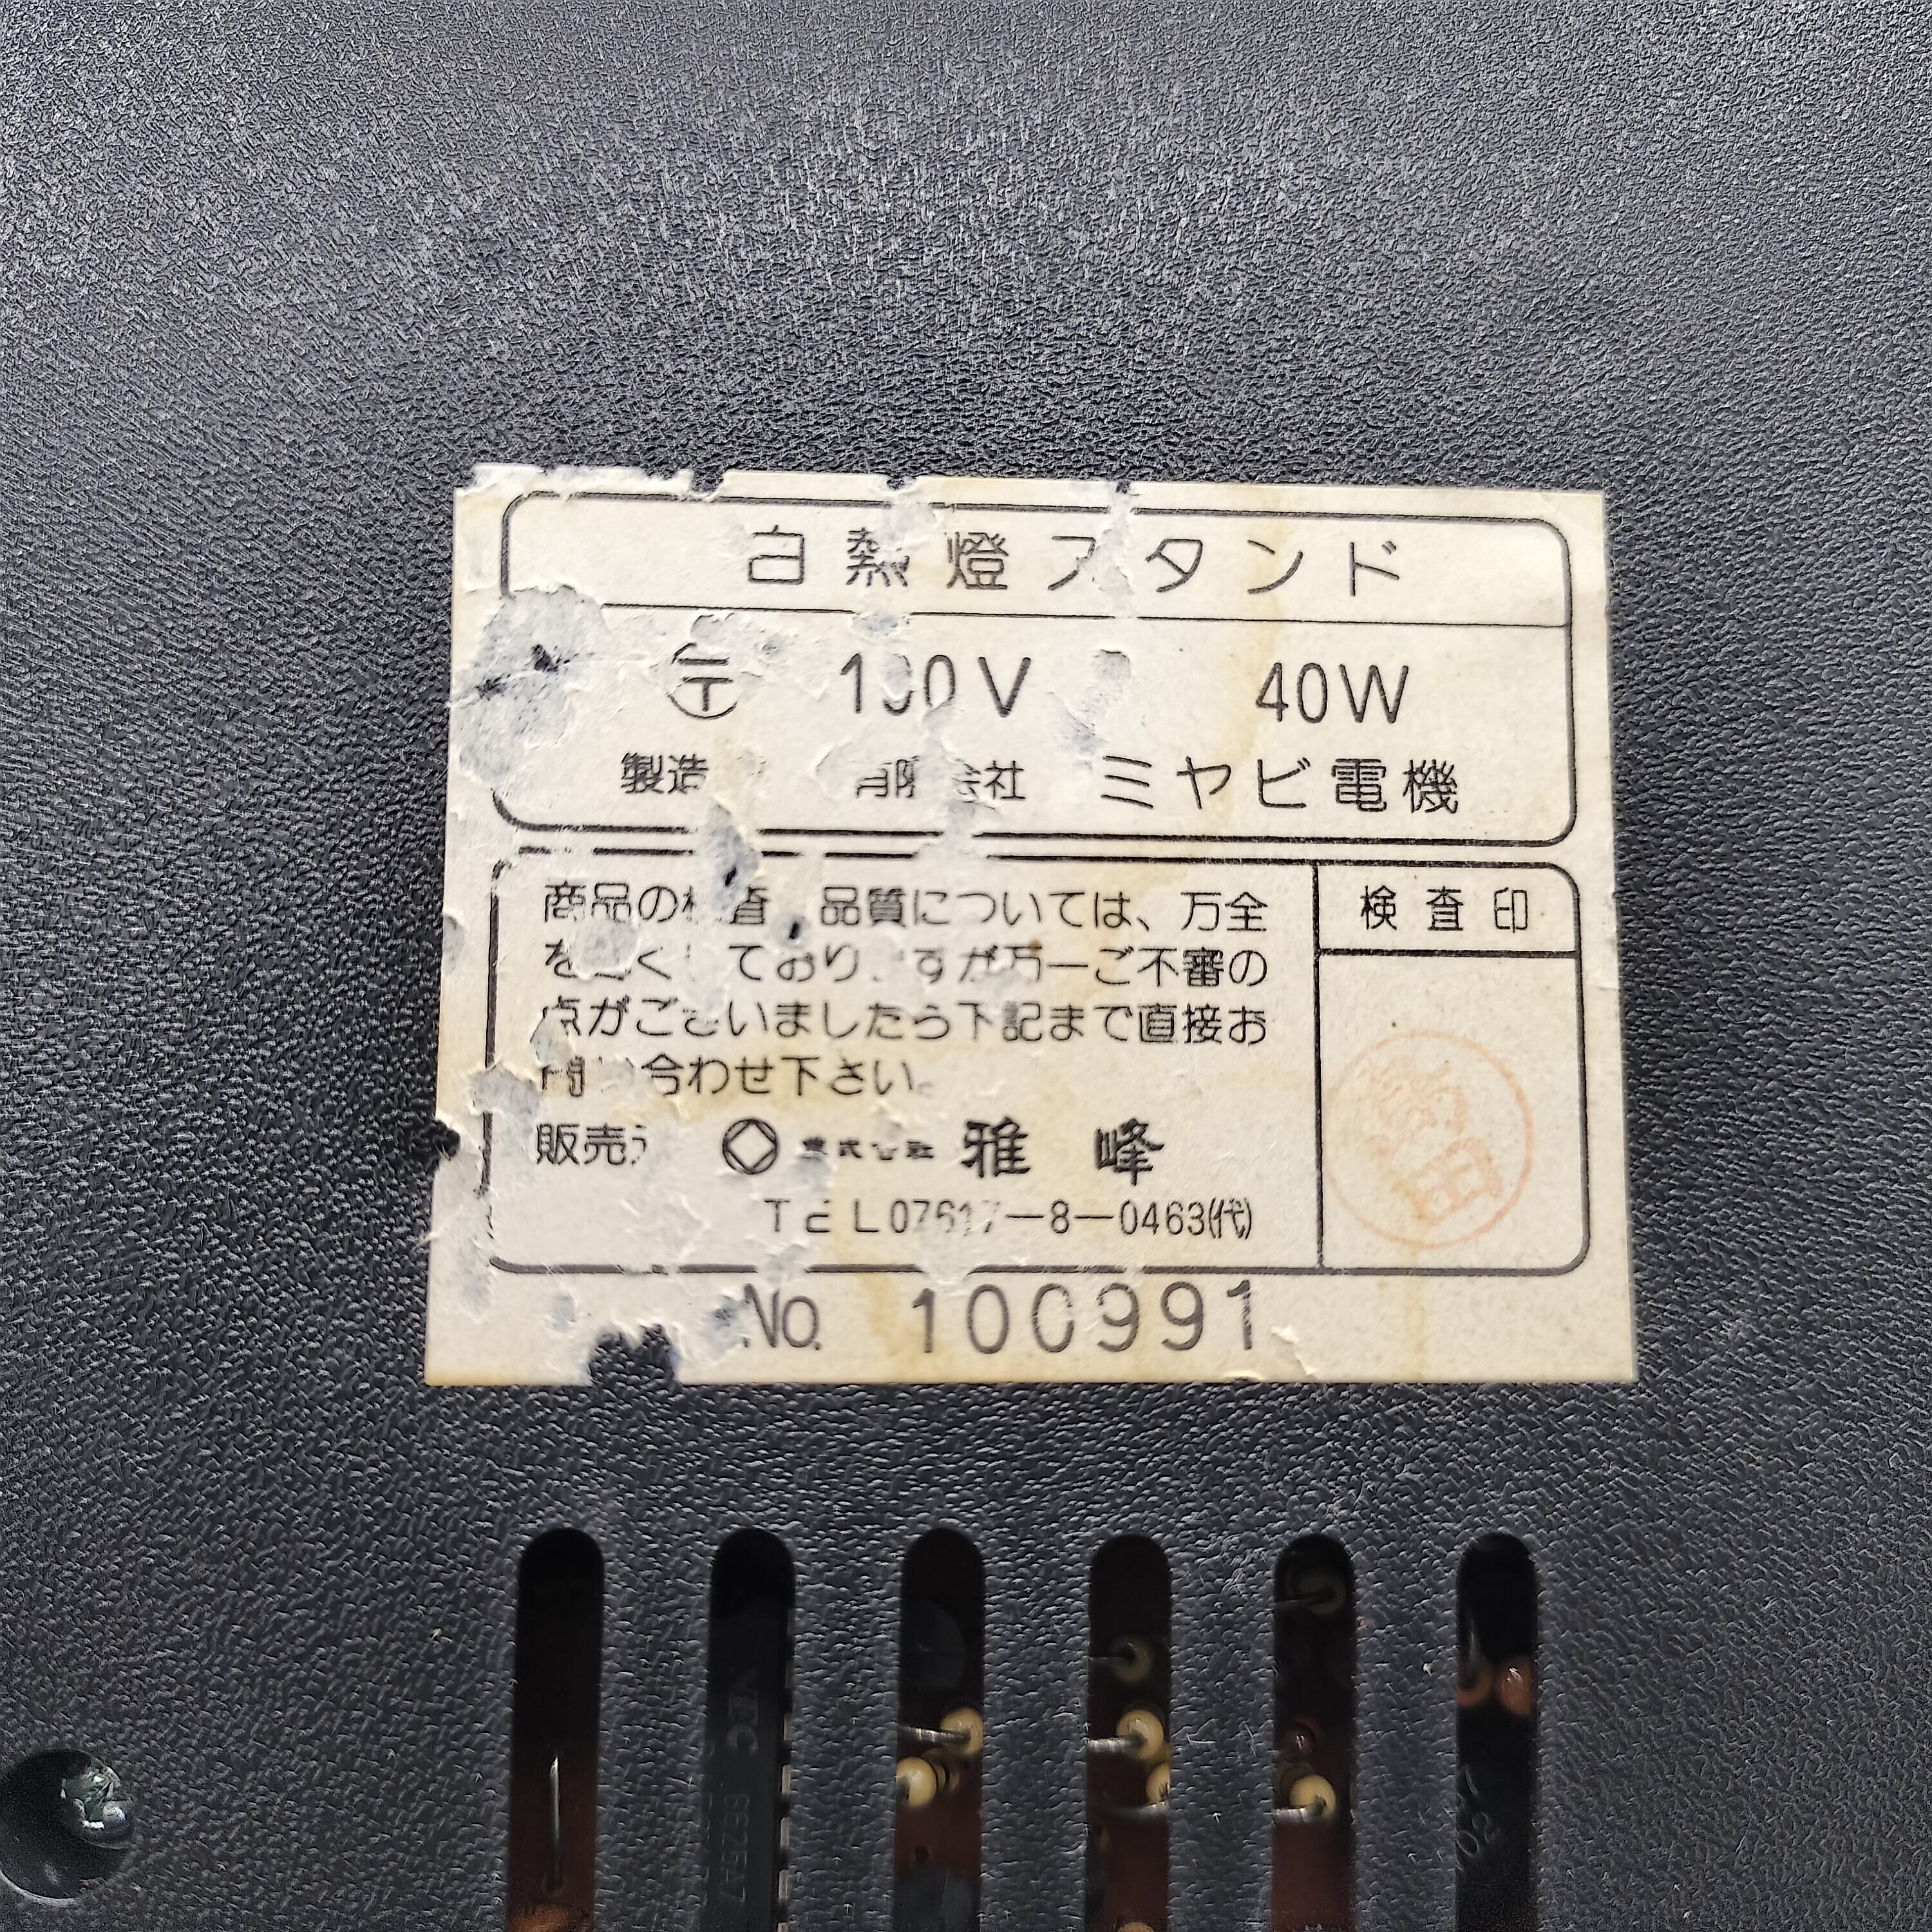 白熱燈スタンド
〒 100V 40W
製造 有限会社 ミヤビ電機
商品の検査、品質については、万全
を尽くしておりますが万一ご不審の
点がございましたら下記まで直接お
問い合わせ下さい。
販売元 株式会社 雅峰
TEL07617—8—0463(代)
検査印
No. 100991
NEC